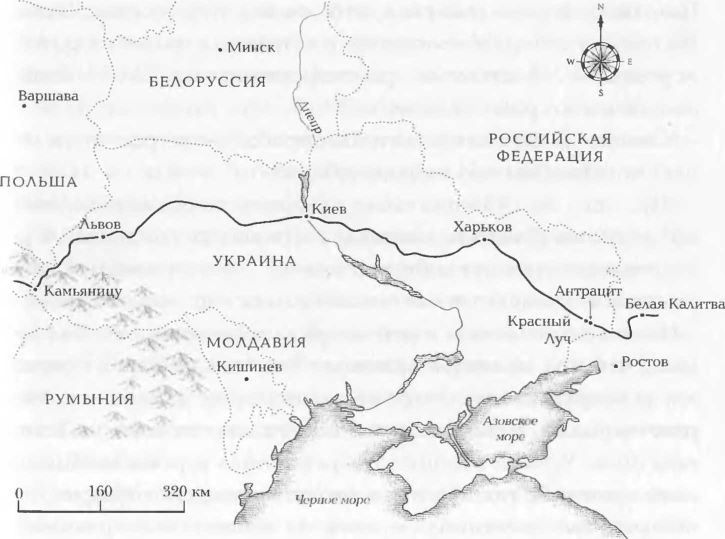 Минск
БЕЛОРУССИЯ
N
W E
S
Варшава
Днепр
РОССИЙСКАЯ
ФЕДЕРАЦИЯ
ПОЛЬША
Львов
Киев
Харьков
УКРАИНА
Камьяницу
Антрацит
Белая Калитва
Красный
Луч
МОЛДАВИЯ
Кишинев
Ростов
РУМЫНИЯ
Азовское
море
0 160 320 км
Черное море